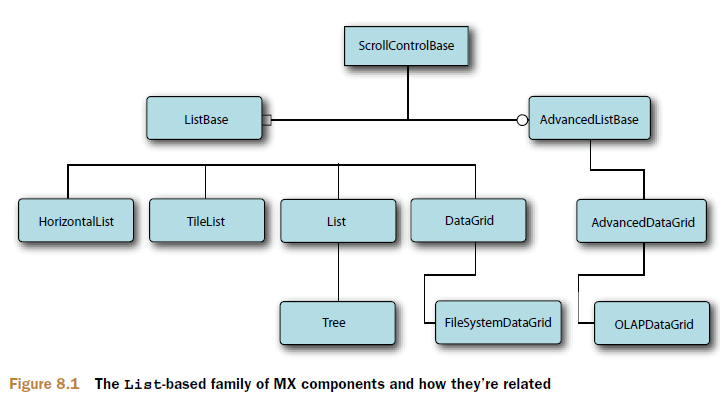 ScrollControlBase
ListBase
AdvancedListBase
HorizontalList
TileList
List
DataGrid
AdvancedDataGrid
Tree
FileSystemDataGrid
OLAPDataGrid
Figure 8.1 The List-based family of MX components and how they're related